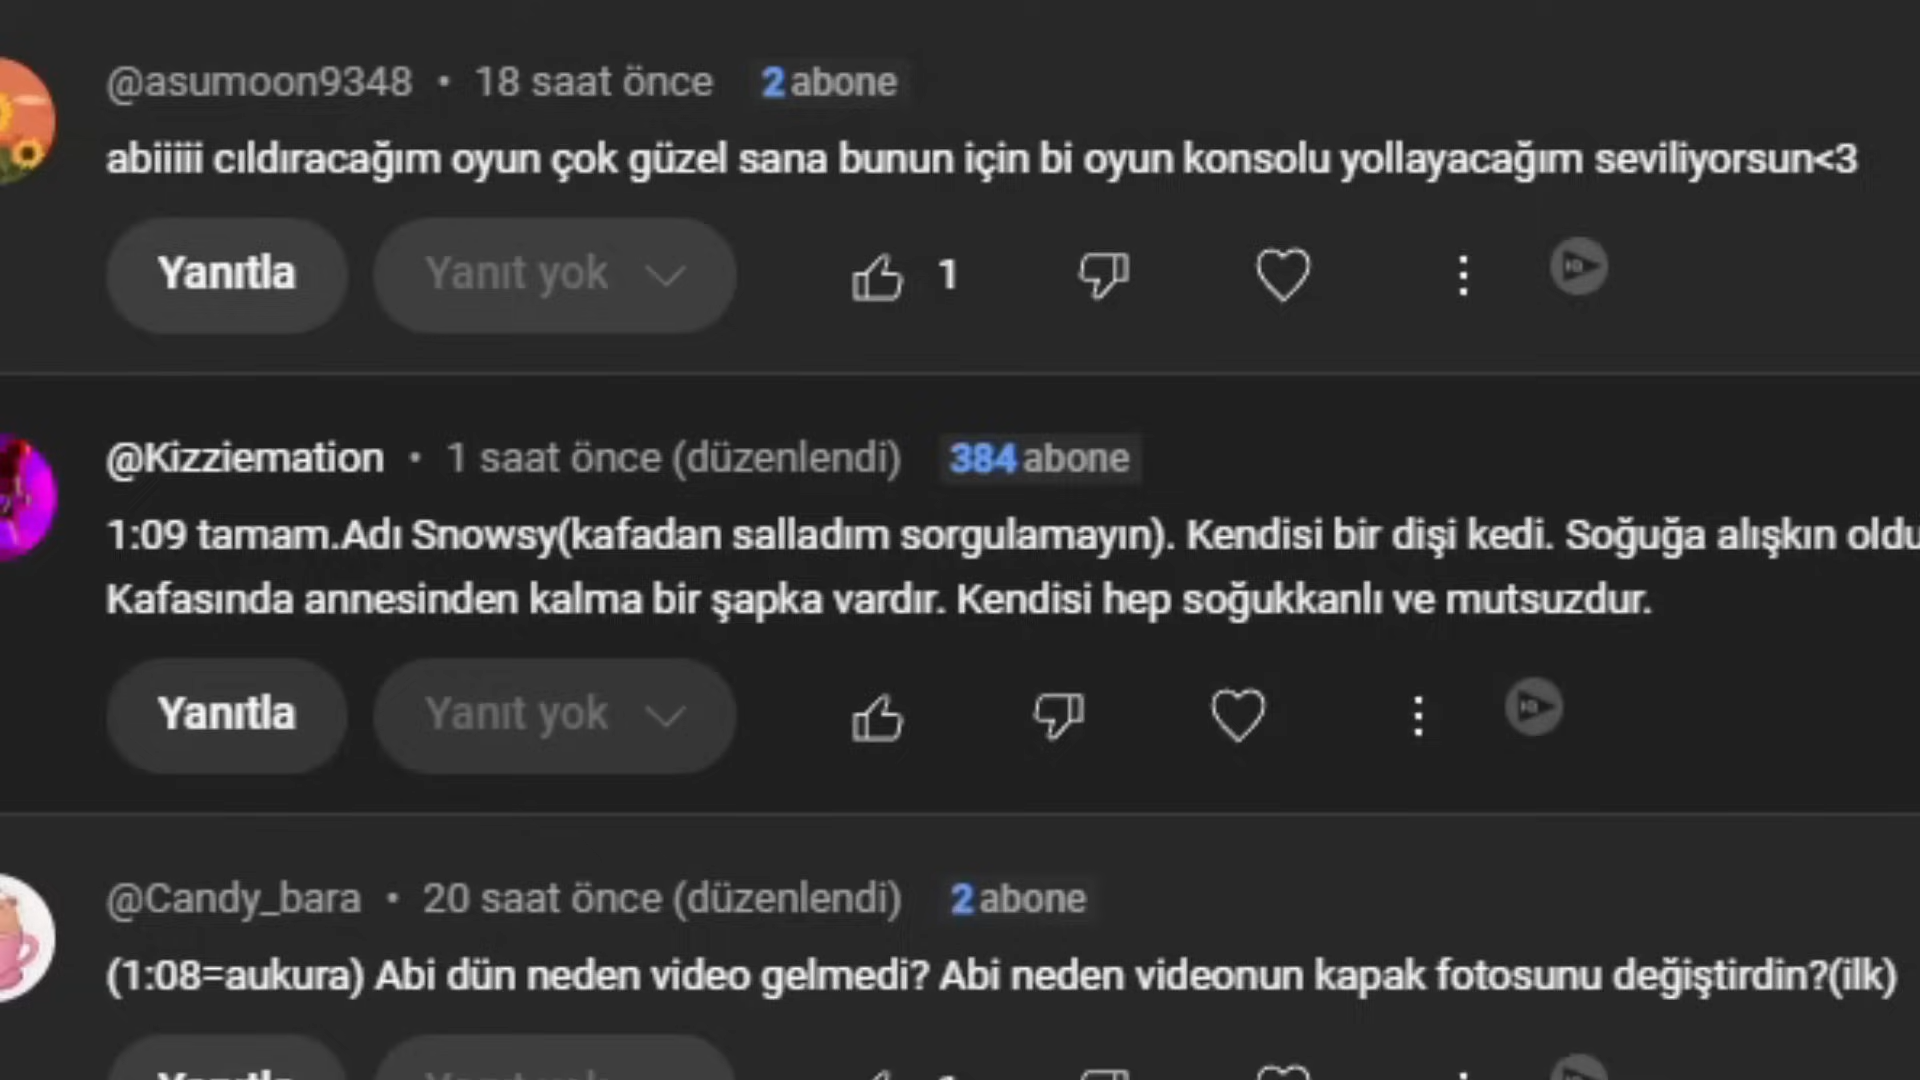 @asumoon9348 • 18 saat önce 2 abone
abiiiii cıldıracağım oyun çok güzel sana bunun için bi oyun konsolu yollayacağım seviliyorsun<3
Yanıtla Yanıt yok 1
@Kizziemation • 1 saat önce (düzenlendi) 384 abone
1:09 tamam.Adı Snowsy(kafadan salladım sorgulamayın). Kendisi bir dişi kedi. Soğuğa alışkın oldu
Kafasında annesinden kalma bir şapka vardır. Kendisi hep soğukkanlı ve mutsuzdur.
Yanıtla Yanıt yok
@Candy_bara • 20 saat önce (düzenlendi) 2 abone
(1:08=aukura) Abi dün neden video gelmedi? Abi neden videonun kapak fotosunu değiştirdin?(ilk)